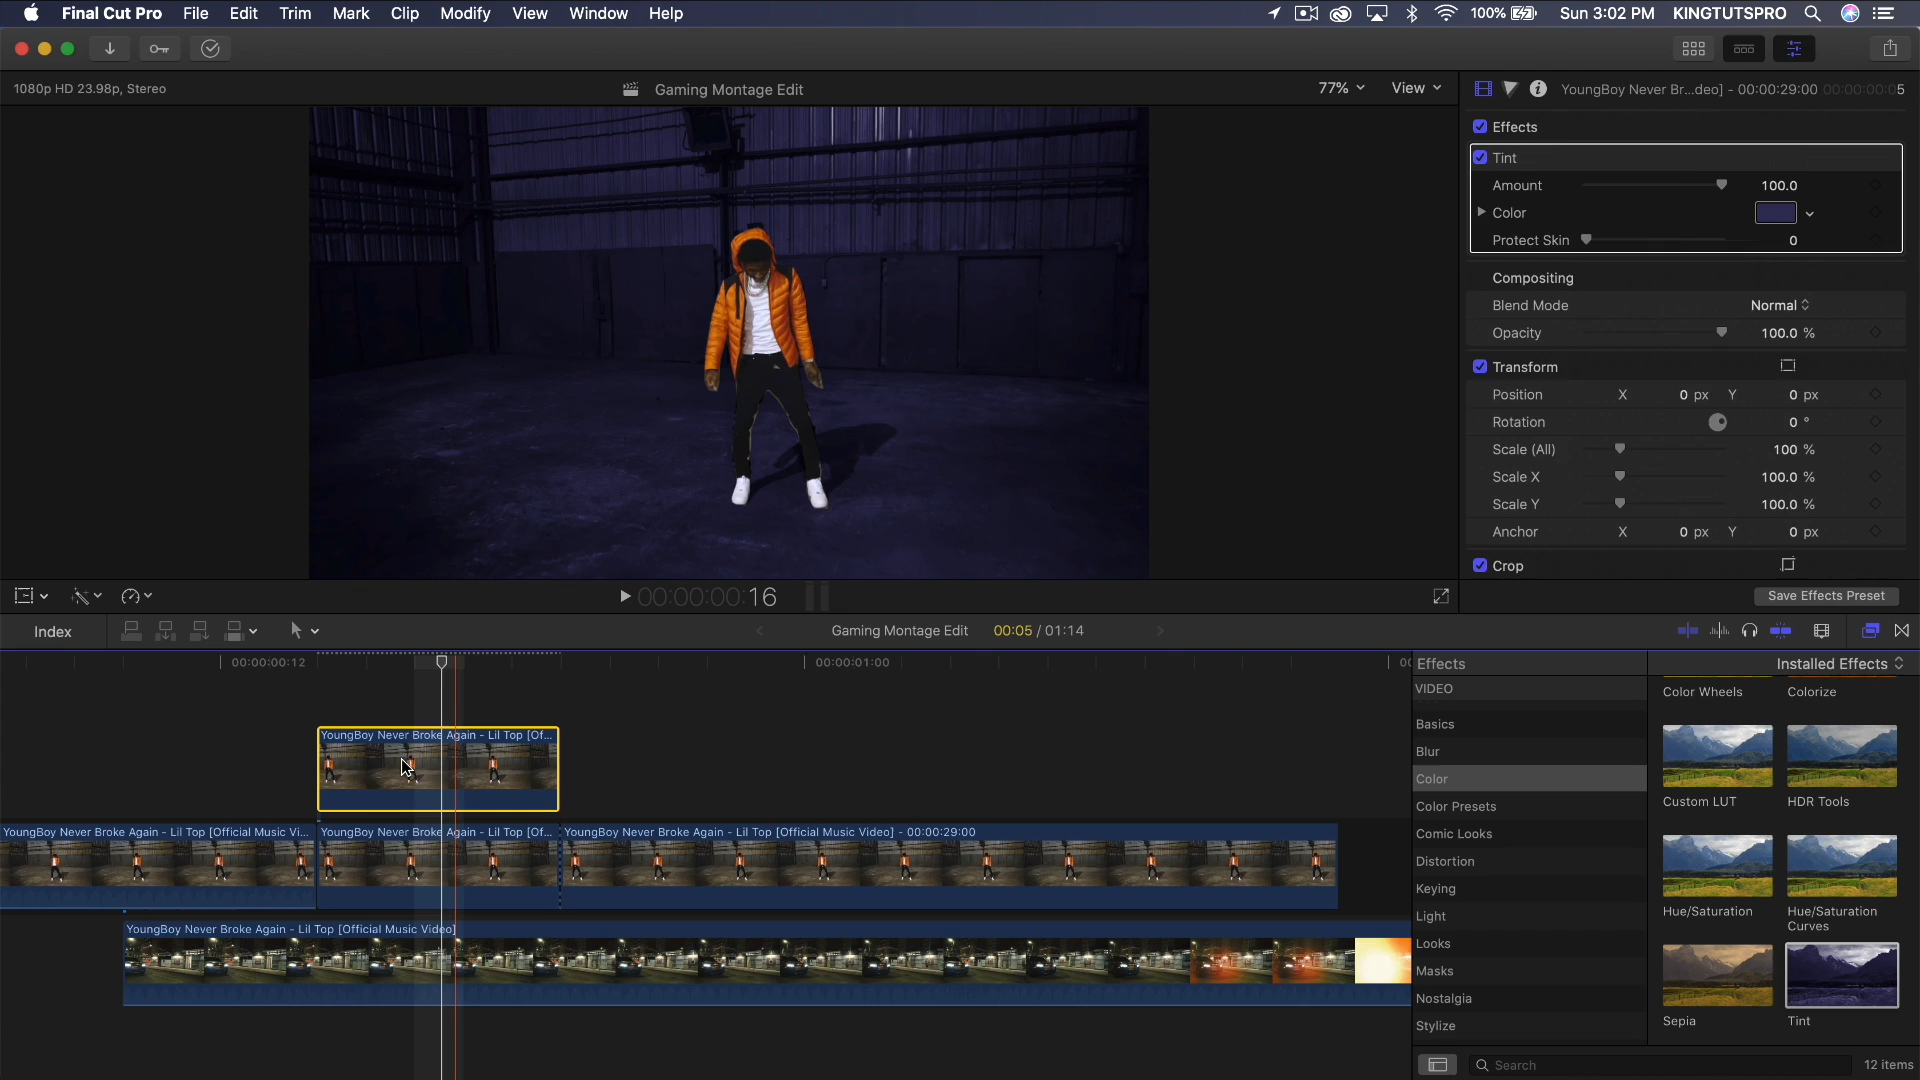 Final Cut Pro File Edit Trim Mark Clip Modify View Window Help 100% Sun 3:02 PM KINGTUTSPRO
1080p HD 23.98p, Stereo Gaming Montage Edit 77% View YoungBoy Never Br...deo] - 00:00:29:00 00:00:00:05
Effects
Tint
Amount 100.0
Color
Protect Skin 0
Compositing
Blend Mode Normal
Opacity 100.0 %
Transform
Position X 0 px Y 0 px
Rotation 0 °
Scale (All) 100 %
Scale X 100.0 %
Scale Y 100.0 %
Anchor X 0 px Y 0 px
Crop
00:00:00:16 Save Effects Preset
Index Gaming Montage Edit 00:05 / 01:14
00:00:00:12 00:00:01:00 00
Effects Installed Effects
VIDEO
Basics
Blur
Color
Color Presets
Comic Looks
Distortion
Keying
Light
Looks
Masks
Nostalgia
Stylize
Color Wheels Colorize
Custom LUT HDR Tools
Hue/Saturation Hue/Saturation Curves
Sepia Tint
YoungBoy Never Broke Again - Lil Top [Of...
YoungBoy Never Broke Again - Lil Top [Official Music Vi... YoungBoy Never Broke Again - Lil Top [Of... YoungBoy Never Broke Again - Lil Top [Official Music Video] - 00:00:29:00
YoungBoy Never Broke Again - Lil Top [Official Music Video]
Search 12 items